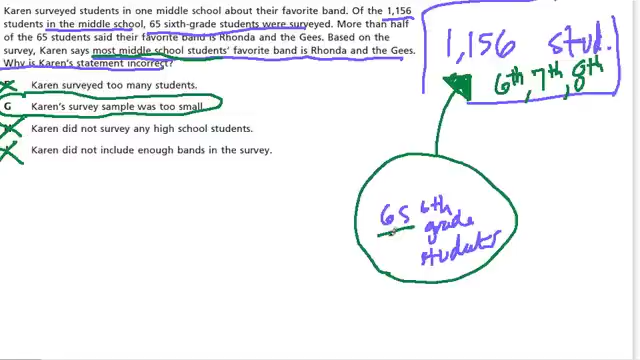 Karen surveyed students in one middle school about their favorite band. Of the 1,156
students in the middle school, 65 sixth-grade students were surveyed. More than half
of the 65 students said their favorite band is Rhonda and the Gees. Based on the
survey, Karen says most middle school students' favorite band is Rhonda and the Gees.
Why is Karen's statement incorrect?
Karen surveyed too many students.
G Karen's survey sample was too small.
Karen did not survey any high school students.
Karen did not include enough bands in the survey.
1,156 stud.
6th, 7th, 8th
65 6th
grade
students